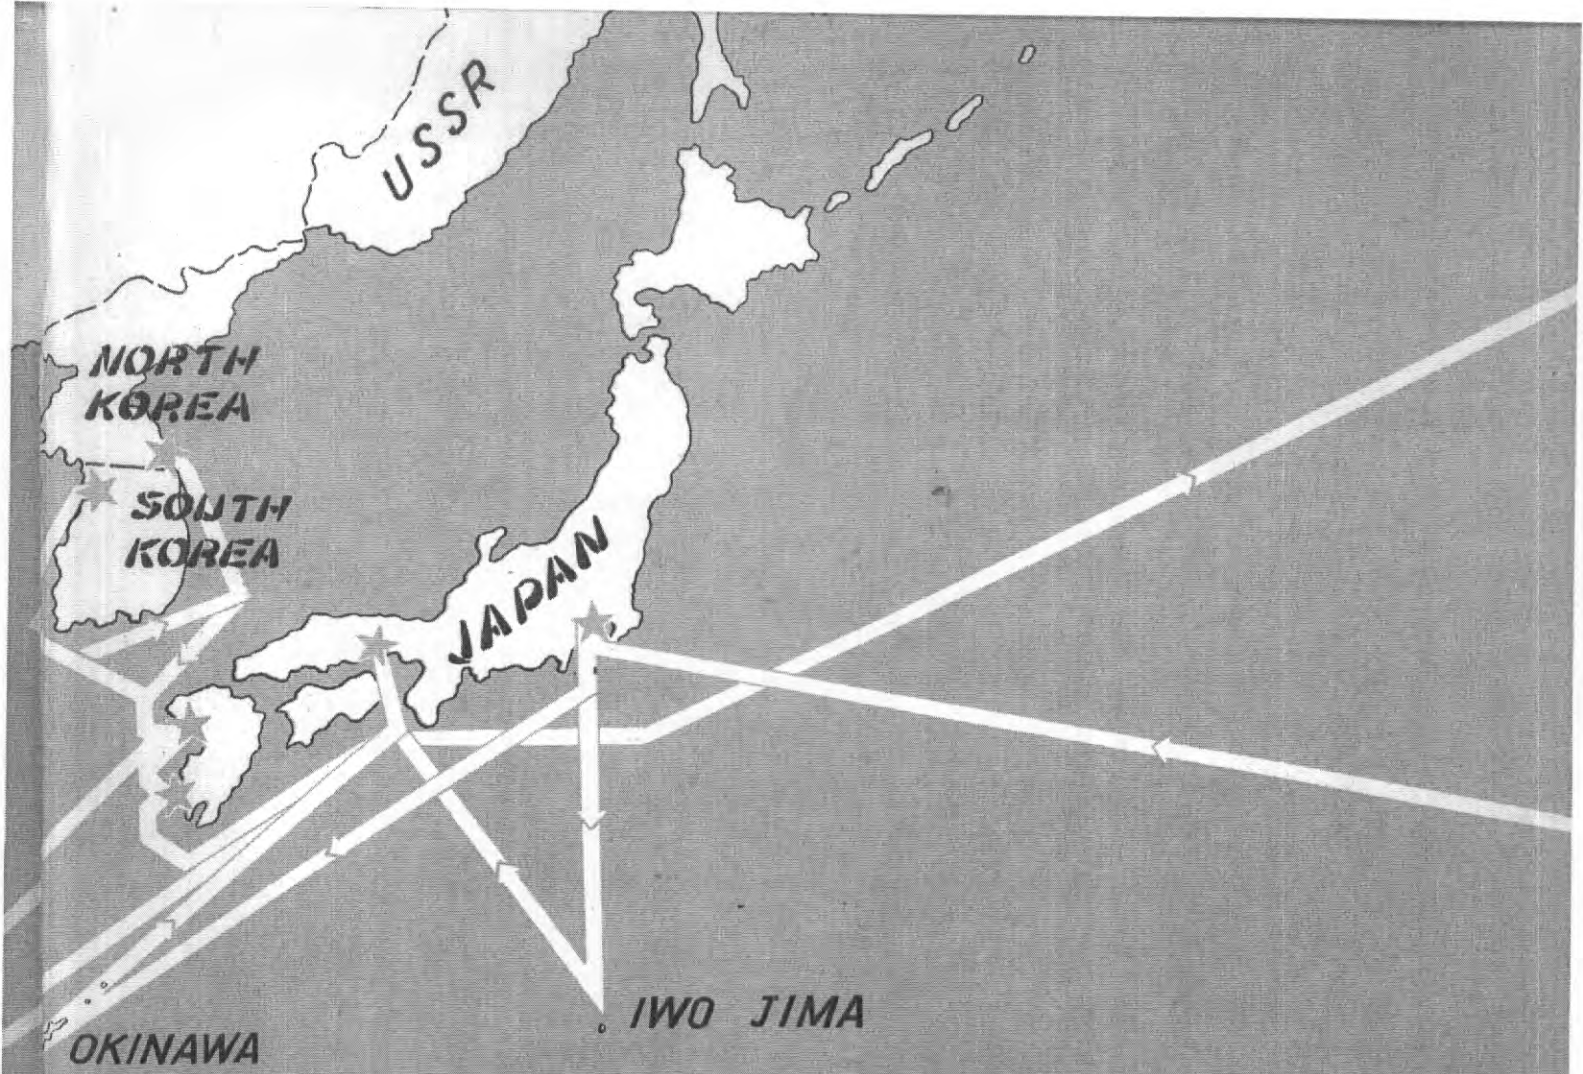 USSR
NORTH
KOREA
SOUTH
KOREA
JAPAN
IWO JIMA
OKINAWA